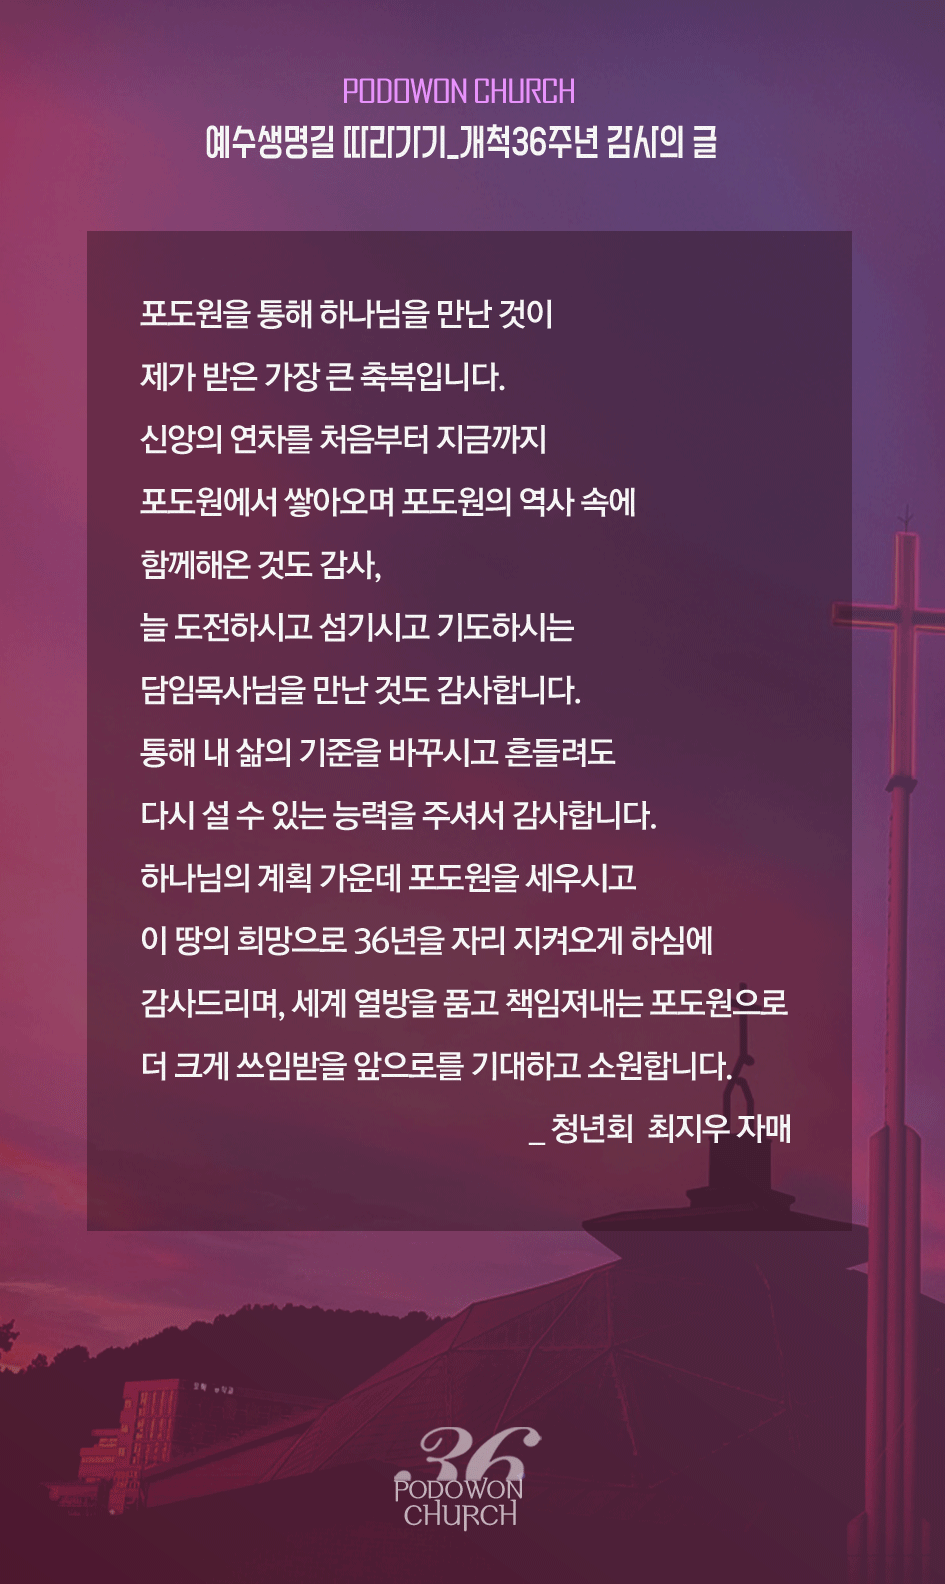 PODOWON CHURCH
예수생명길 따라가기_개척36주년 감사의 글
포도원을 통해 하나님을 만난 것이
제가 받은 가장 큰 축복입니다.
신앙의 연차를 처음부터 지금까지
포도원에서 쌓아오며 포도원의 역사 속에
함께해온 것도 감사,
늘 도전하시고 섬기시고 기도하시는
담임목사님을 만난 것도 감사합니다.
통해 내 삶의 기준을 바꾸시고 흔들려도
다시 설 수 있는 능력을 주셔서 감사합니다.
하나님의 계획 가운데 포도원을 세우시고
이 땅의 희망으로 36년을 자리 지켜오게 하심에
감사드리며, 세계 열방을 품고 책임져내는 포도원으로
더 크게 쓰임받을 앞으로를 기대하고 소원합니다.
_ 청년회 최지우 자매
36
PODOWON
CHURCH